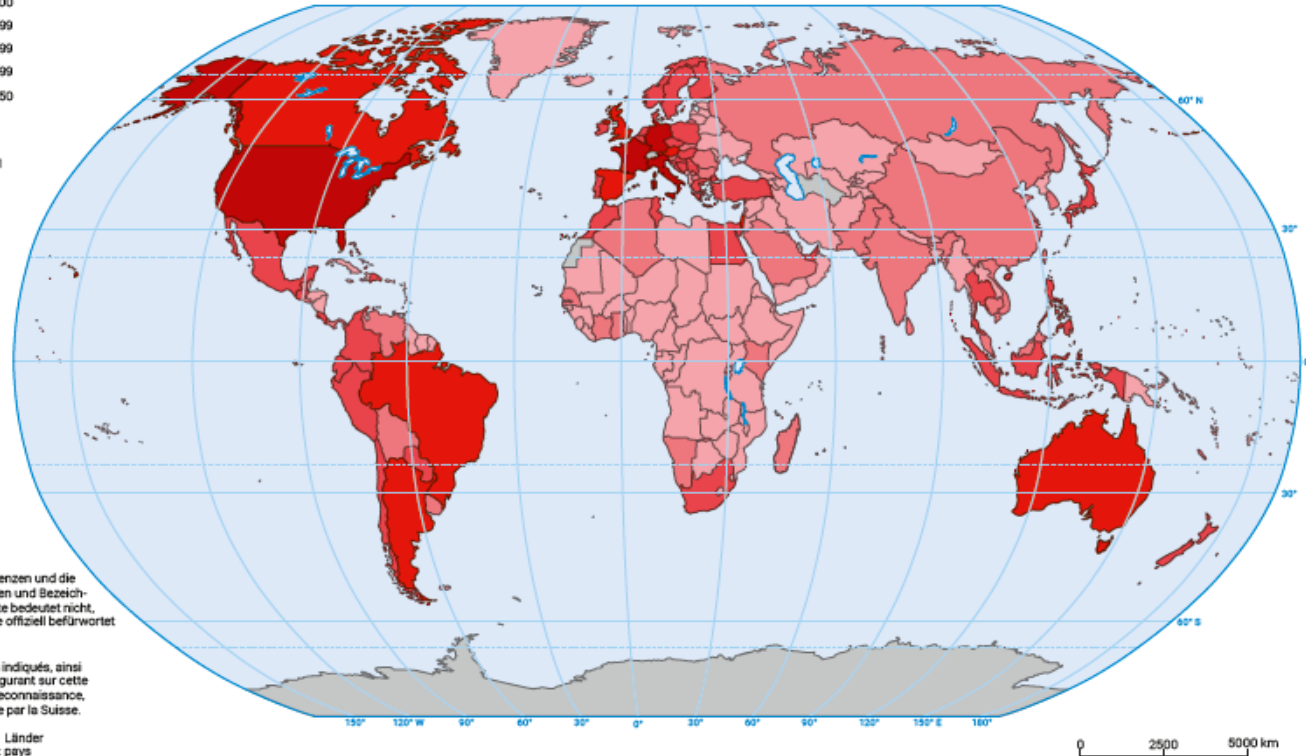 00
99
99
99
50
60° N
30°
0
30°
60° S
enzen und die
en und Bezeich-
te bedeutet nicht,
e offiziell befürwortet
indiqués, ainsi
gurant sur cette
econnaissance,
e par la Suisse.
Länder
pays
150° 120° W 90° 60° 30° 0° 30° 60° 90° 120° 150° E 180°
0 2500 5000 km